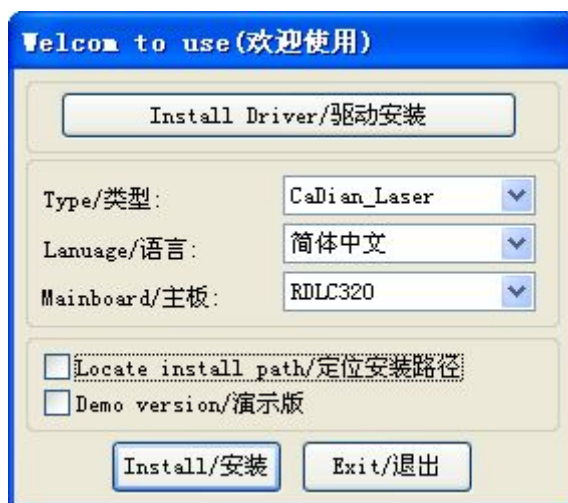 Welcom to use(欢迎使用)
Install Driver/驱动安装
Type/类型: CaDian_Laser
Lanuage/语言: 简体中文
Mainboard/主板: RDLC320
Locate install path/定位安装路径
Demo version/演示版
Install/安装 Exit/退出